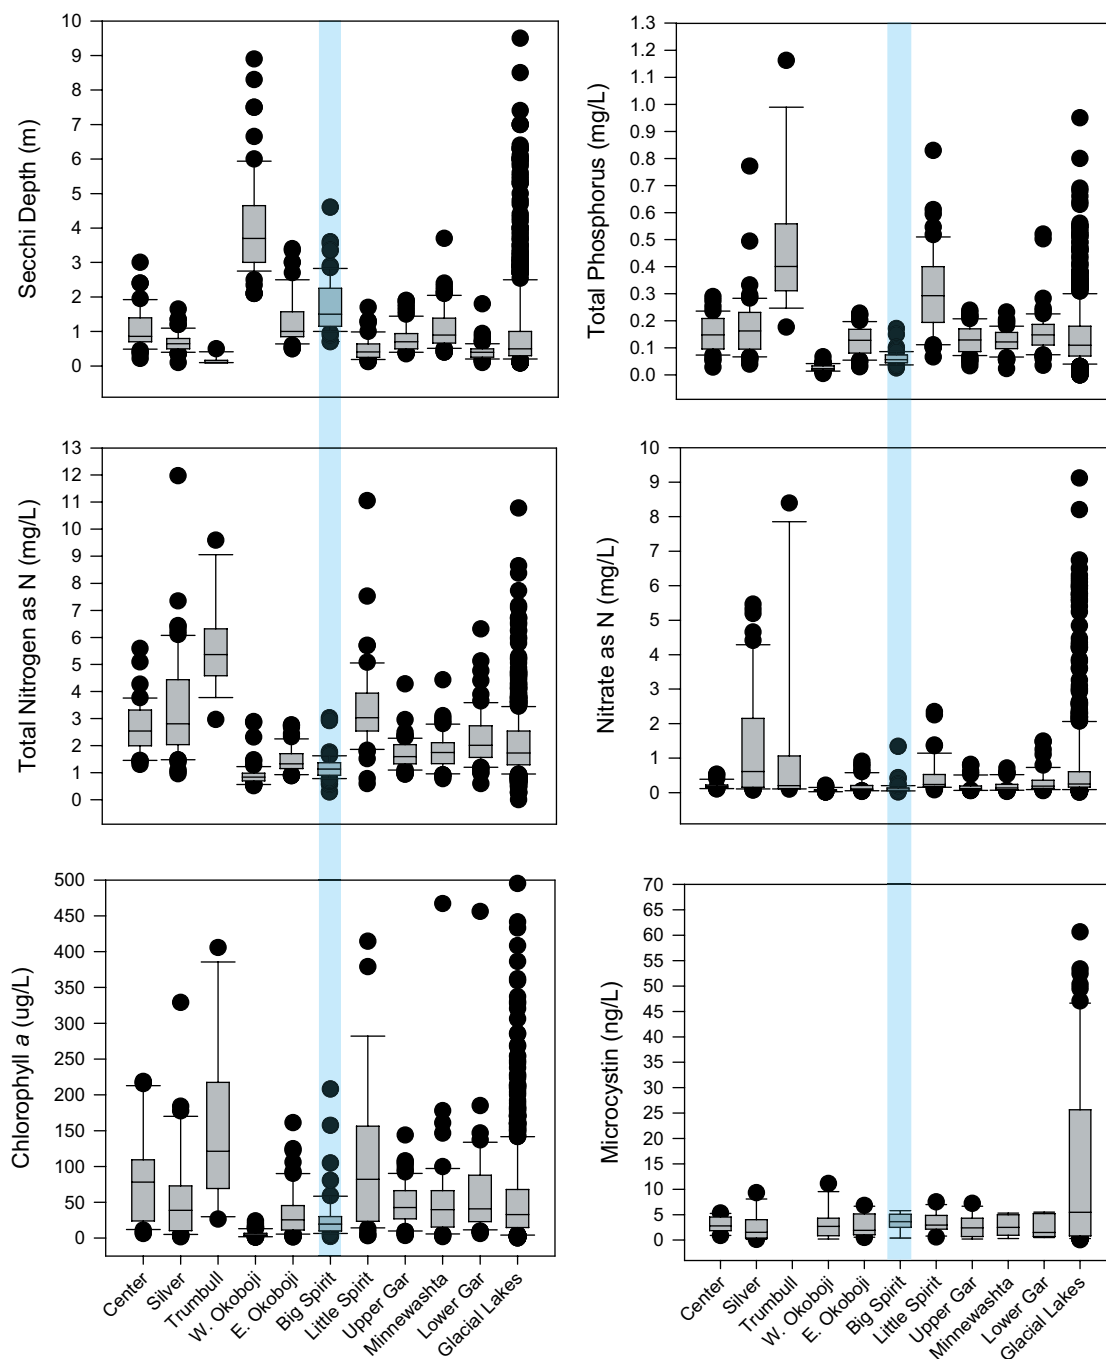 Secchi Depth (m)
10
9
8
7
6
5
4
3
2
1
0
Total Phosphorus (mg/L)
1.3
1.2
1.1
1.0
0.9
0.8
0.7
0.6
0.5
0.4
0.3
0.2
0.1
0.0
Total Nitrogen as N (mg/L)
13
12
11
10
9
8
7
6
5
4
3
2
1
0
Nitrate as N (mg/L)
10
9
8
7
6
5
4
3
2
1
0
Chlorophyll a (ug/L)
500
450
400
350
300
250
200
150
100
50
0
Center
Silver
Trumbull
W. Okoboji
E. Okoboji
Big Spirit
Little Spirit
Upper Gar
Minnewashta
Lower Gar
Glacial Lakes
Microcystin (ng/L)
70
65
60
55
50
45
40
35
30
25
20
15
10
5
0
Center
Silver
Trumbull
W. Okoboji
E. Okoboji
Big Spirit
Little Spirit
Upper Gar
Minnewashta
Lower Gar
Glacial Lakes